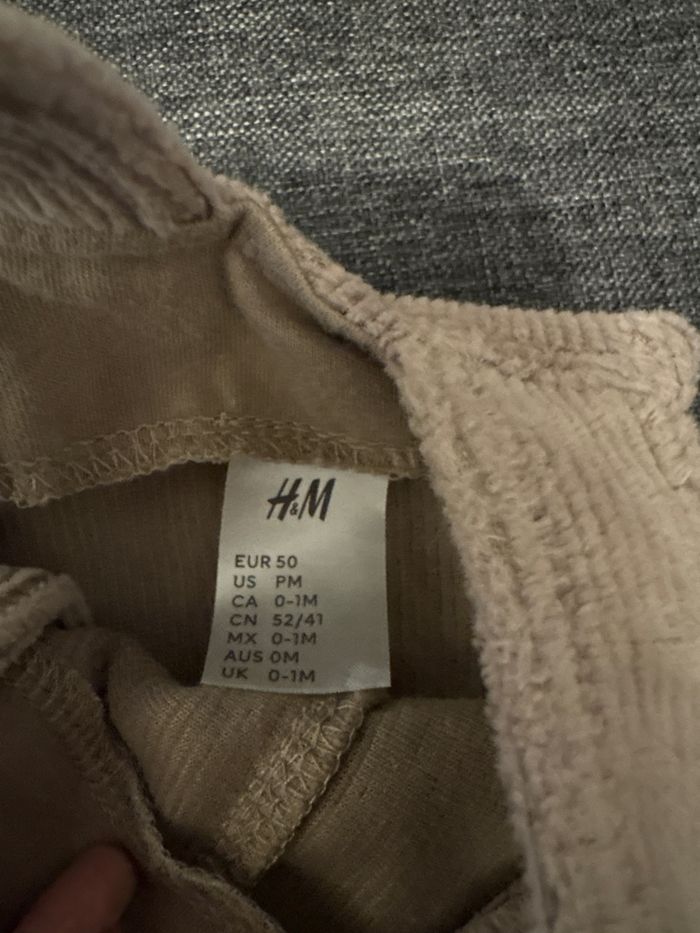 H&M
EUR 50
US PM
CA 0-1M
CN 52/41
MX 0-1M
AUS 0M
UK 0-1M